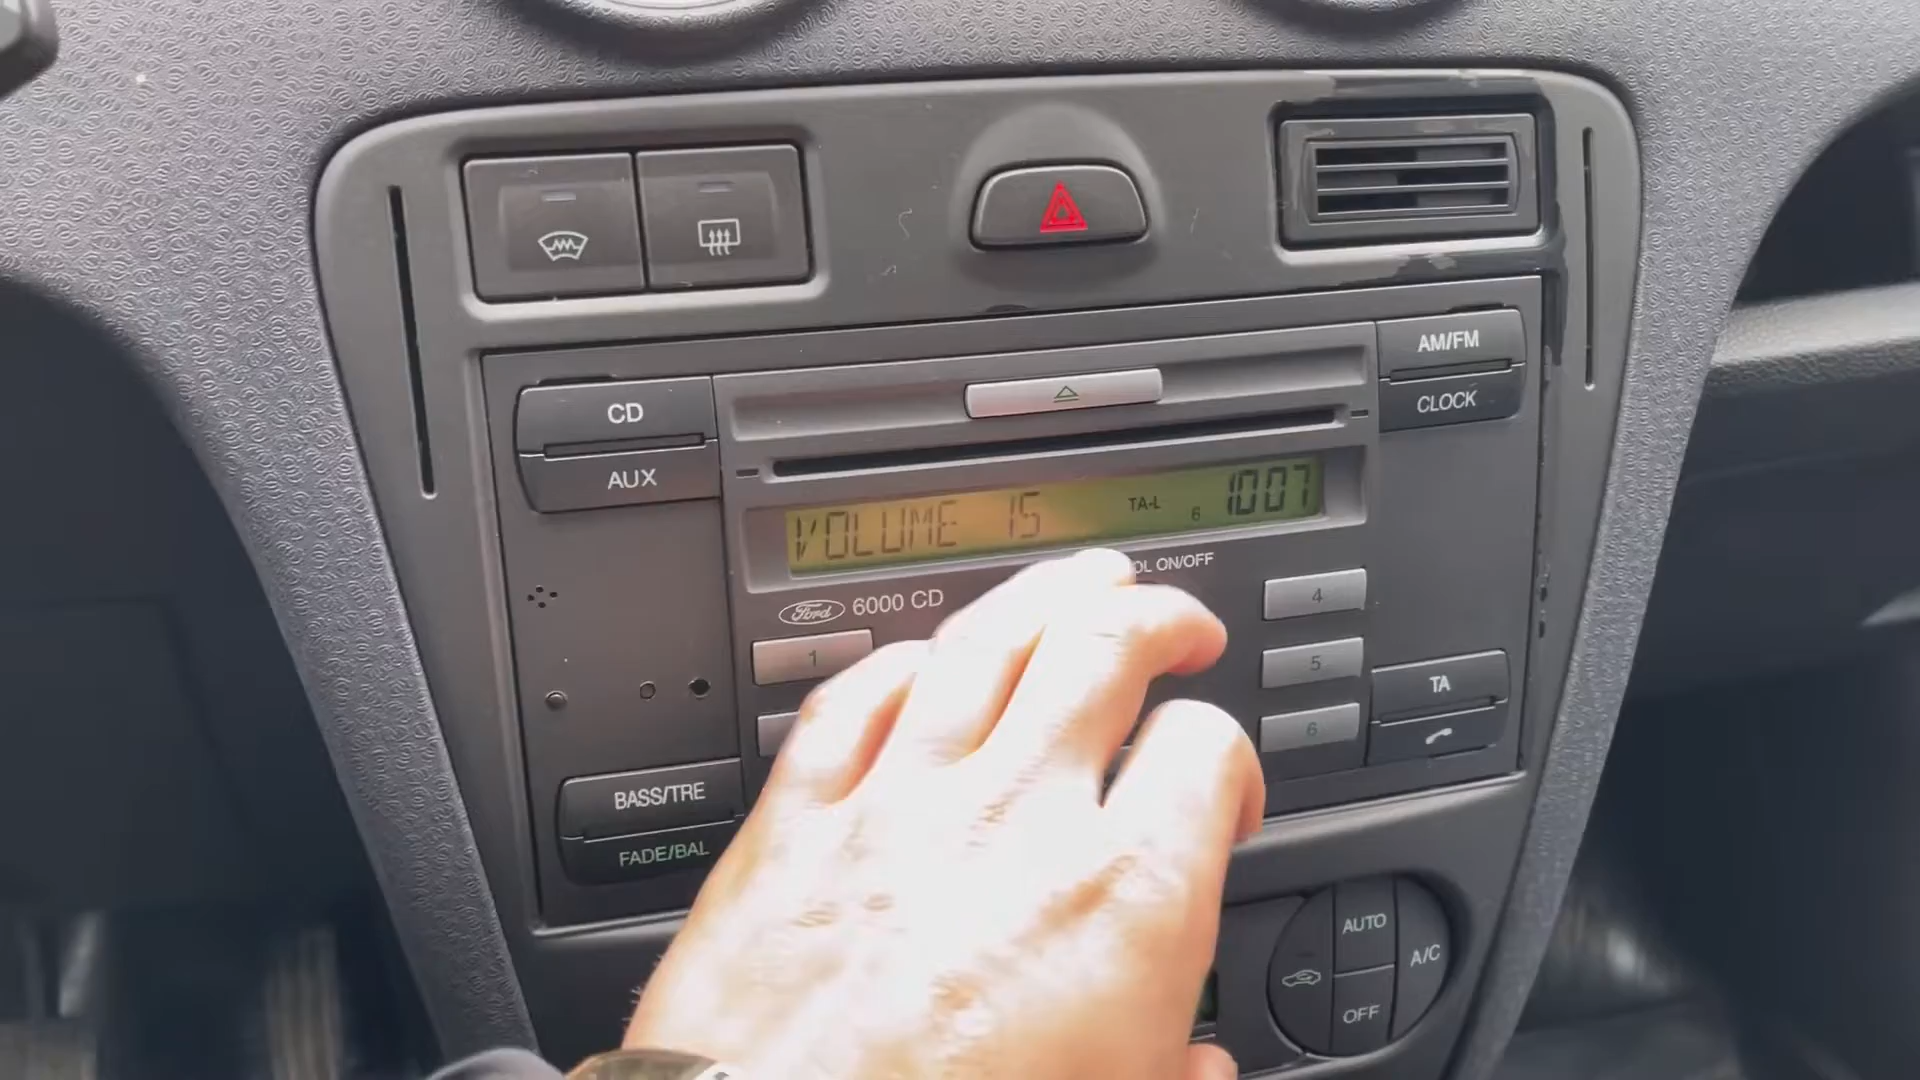 AM/FM
CLOCK
CD
AUX
VOLUME 15 TA-L 6 1007
OL ON/OFF
Ford 6000 CD
1
4
5
6
TA
BASS/TRE
FADE/BAL
AUTO
A/C
OFF